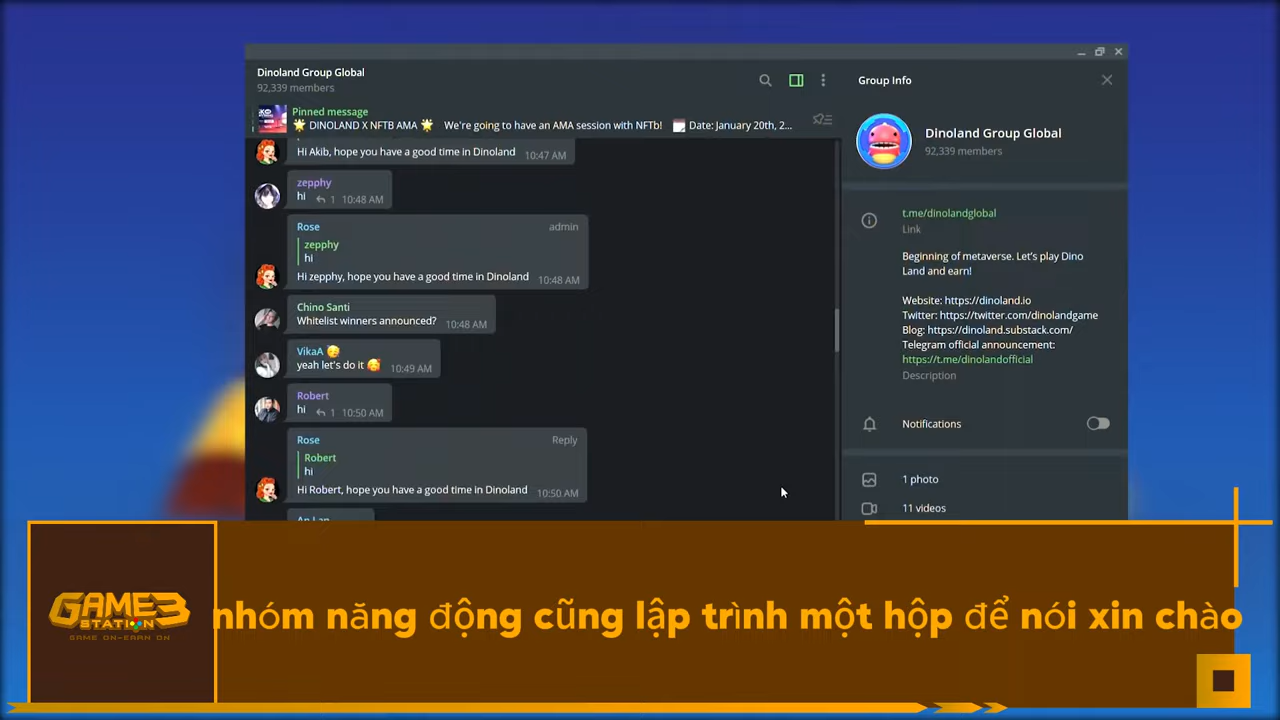 Dinoland Group Global
92,339 members
Pinned message
🌟 DINOLAND X NFTB AMA 🌟 We're going to have an AMA session with NFTb! 🗓 Date: January 20th, 2...
Hi Akib, hope you have a good time in Dinoland 10:47 AM
zepphy
hi 1 10:48 AM
Rose admin
zepphy
hi
Hi zepphy, hope you have a good time in Dinoland 10:48 AM
Chino Santi
Whitelist winners announced? 10:48 AM
VikaA 🥳
yeah let's do it 🥰 10:49 AM
Robert
hi 1 10:50 AM
Rose Reply
Robert
hi
Hi Robert, hope you have a good time in Dinoland 10:50 AM
An Lan
Group Info
Dinoland Group Global
92,339 members
t.me/dinolandglobal
Link
Beginning of metaverse. Let's play Dino
Land and earn!
Website: https://dinoland.io
Twitter: https://twitter.com/dinolandgame
Blog: https://dinoland.substack.com/
Telegram official announcement:
https://t.me/dinolandofficial
Description
Notifications
1 photo
11 videos
GAME3
STATION
GAME ON-EARN ON
nhóm năng động cũng lập trình một hộp để nói xin chào